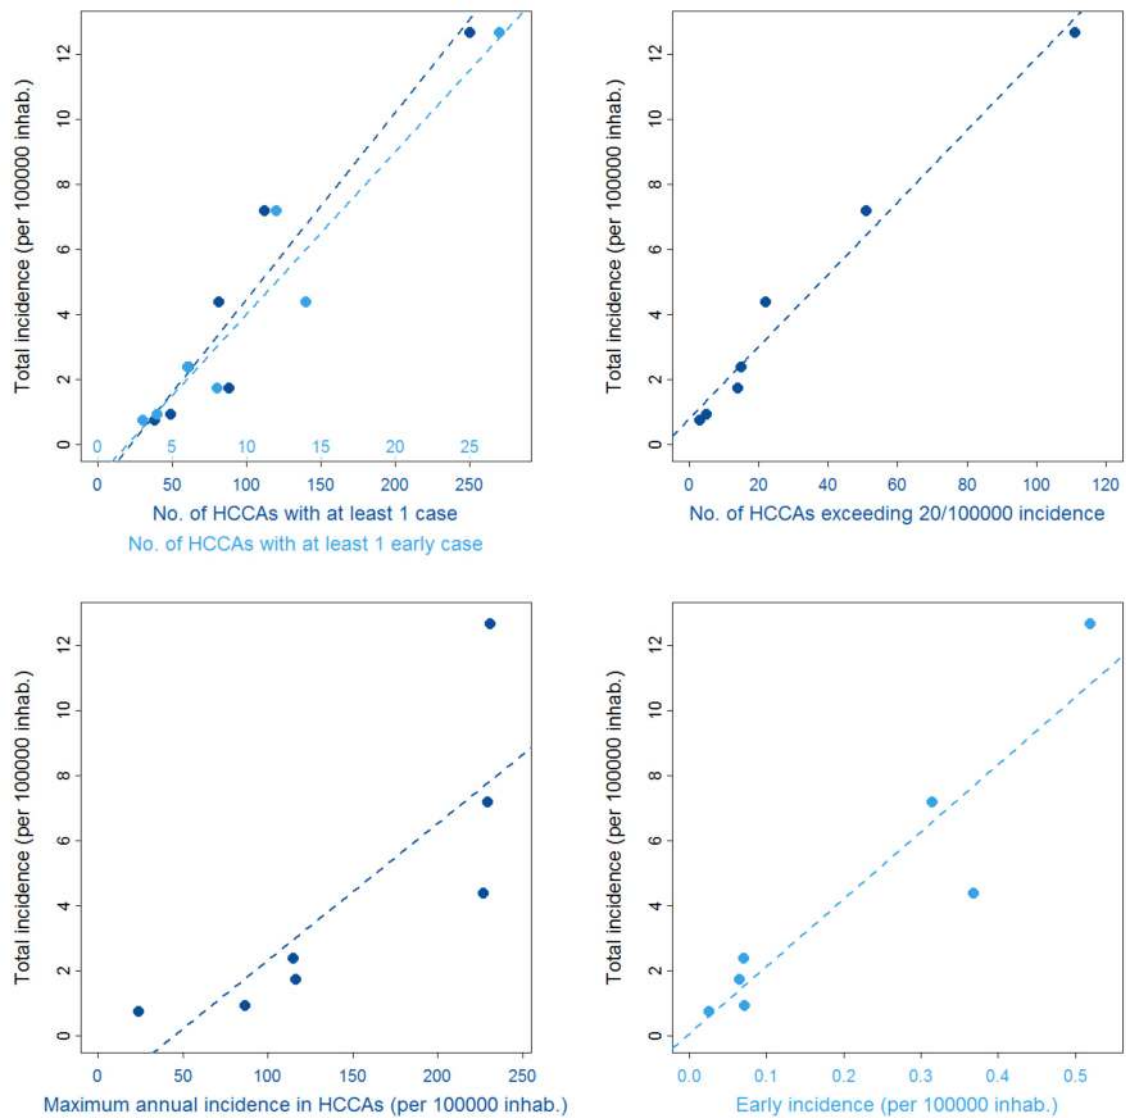 Total incidence (per 100000 inhab.)
0 2 4 6 8 10 12
0 5 10 15 20 25
0 50 100 150 200 250
No. of HCCAs with at least 1 case
No. of HCCAs with at least 1 early case
Total incidence (per 100000 inhab.)
0 2 4 6 8 10 12
0 20 40 60 80 100 120
No. of HCCAs exceeding 20/100000 incidence
Total incidence (per 100000 inhab.)
0 2 4 6 8 10 12
0 50 100 150 200 250
Maximum annual incidence in HCCAs (per 100000 inhab.)
Total incidence (per 100000 inhab.)
0 2 4 6 8 10 12
0.0 0.1 0.2 0.3 0.4 0.5
Early incidence (per 100000 inhab.)